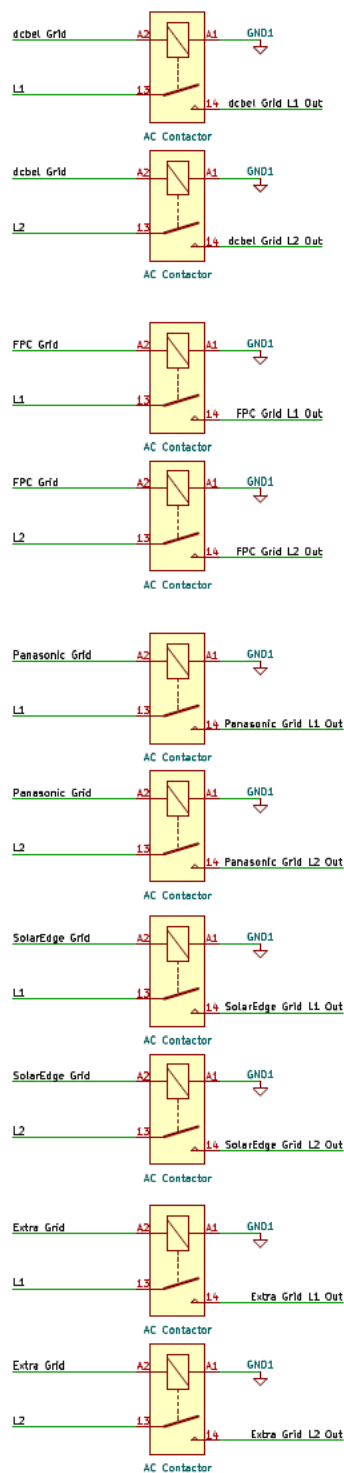 dcbel Grid A2 A1 GND1
L1 13
14 dcbel Grid L1 Out
AC Contactor
dcbel Grid A2 A1 GND1
L2 13
14 dcbel Grid L2 Out
AC Contactor
FPC Grid A2 A1 GND1
L1 13
14 FPC Grid L1 Out
AC Contactor
FPC Grid A2 A1 GND1
L2 13
14 FPC Grid L2 Out
AC Contactor
Panasonic Grid A2 A1 GND1
L1 13
14 Panasonic Grid L1 Out
AC Contactor
Panasonic Grid A2 A1 GND1
L2 13
14 Panasonic Grid L2 Out
AC Contactor
SolarEdge Grid A2 A1 GND1
L1 13
14 SolarEdge Grid L1 Out
AC Contactor
SolarEdge Grid A2 A1 GND1
L2 13
14 SolarEdge Grid L2 Out
AC Contactor
Extra Grid A2 A1 GND1
L1 13
14 Extra Grid L1 Out
AC Contactor
Extra Grid A2 A1 GND1
L2 13
14 Extra Grid L2 Out
AC Contactor